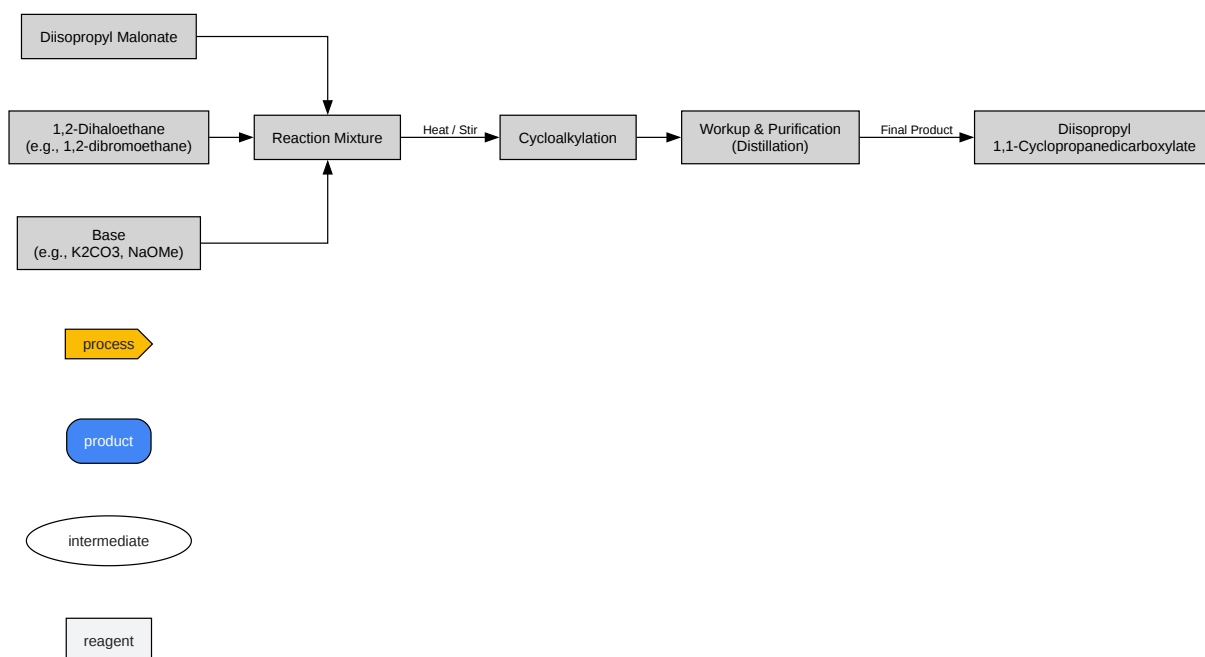 Diisopropyl Malonate
1,2-Dihaloethane
(e.g., 1,2-dibromoethane)
Base
(e.g., K2CO3, NaOMe)
Reaction Mixture
Heat / Stir
Cycloalkylation
Workup & Purification
(Distillation)
Final Product
Diisopropyl
1,1-Cyclopropanedicarboxylate
process
product
intermediate
reagent